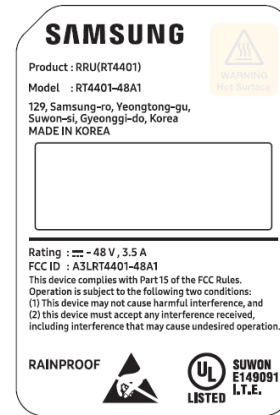 SAMSUNG
WARNING
Hot Surface
Product : RRU(RT4401)
Model : RT4401-48A1
129, Samsung-ro, Yeongtong-gu,
Suwon-si, Gyeonggi-do, Korea
MADE IN KOREA
Rating : ⎓ - 48 V , 3.5 A
FCC ID : A3LRT4401-48A1
This device complies with Part 15 of the FCC Rules.
Operation is subject to the following two conditions:
(1) This device may not cause harmful interference, and
(2) this device must accept any interference received,
including interference that may cause undesired operation.
RAINPROOF
UL
LISTED
SUWON
E149091
I.T.E.